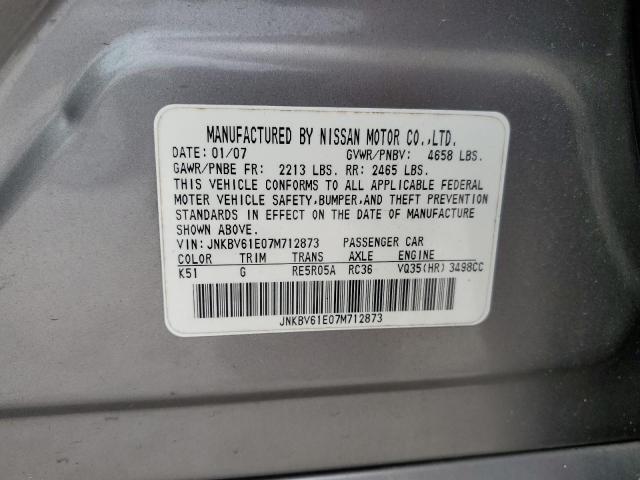 MANUFACTURED BY NISSAN MOTOR CO.,LTD.
DATE: 01/07 GVWR/PNBV: 4658 LBS.
GAWR/PNBE FR: 2213 LBS. RR: 2465 LBS.
THIS VEHICLE CONFORMS TO ALL APPLICABLE FEDERAL
MOTER VEHICLE SAFETY,BUMPER,AND THEFT PREVENTION
STANDARDS IN EFFECT ON THE DATE OF MANUFACTURE
SHOWN ABOVE.
VIN: JNKBV61E07M712873 PASSENGER CAR
COLOR TRIM TRANS AXLE ENGINE
K51 G RE5R05A RC36 VQ35(HR) 3498CC
JNKBV61E07M712873